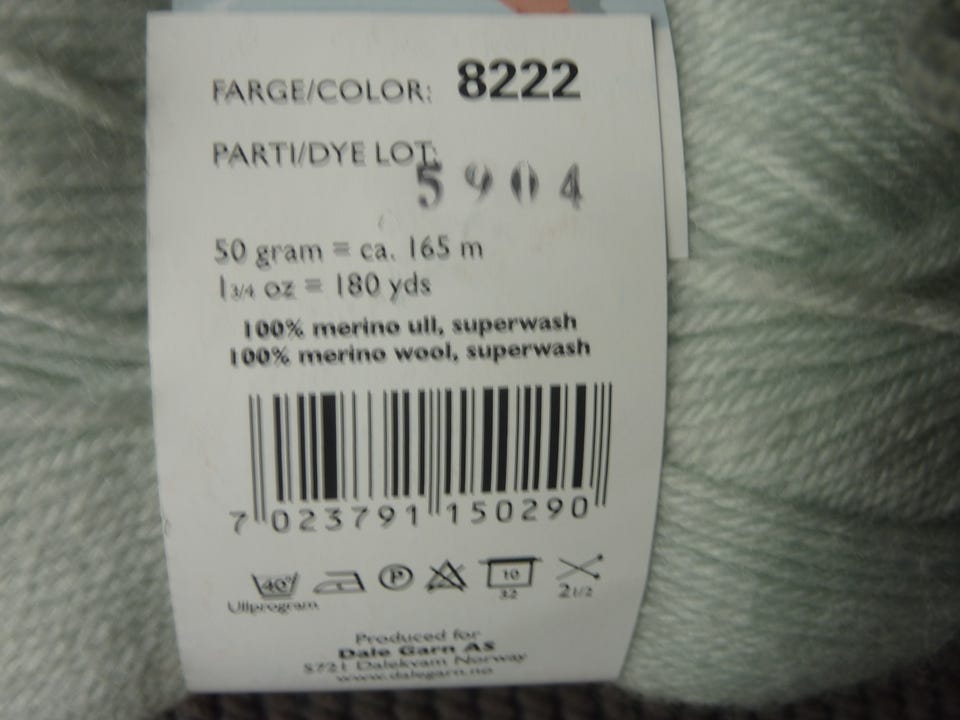 FARGE/COLOR: 8222
PARTI/DYE LOT:
5904
50 gram = ca. 165 m
1 3/4 oz = 180 yds
100% merino ull, superwash
100% merino wool, superwash
7 023791 150290
40° P 10
32 2 1/2
Ullprogram
Produced for
Dale Garn AS
5721 Dalekvam Norway
www.dalegarn.no